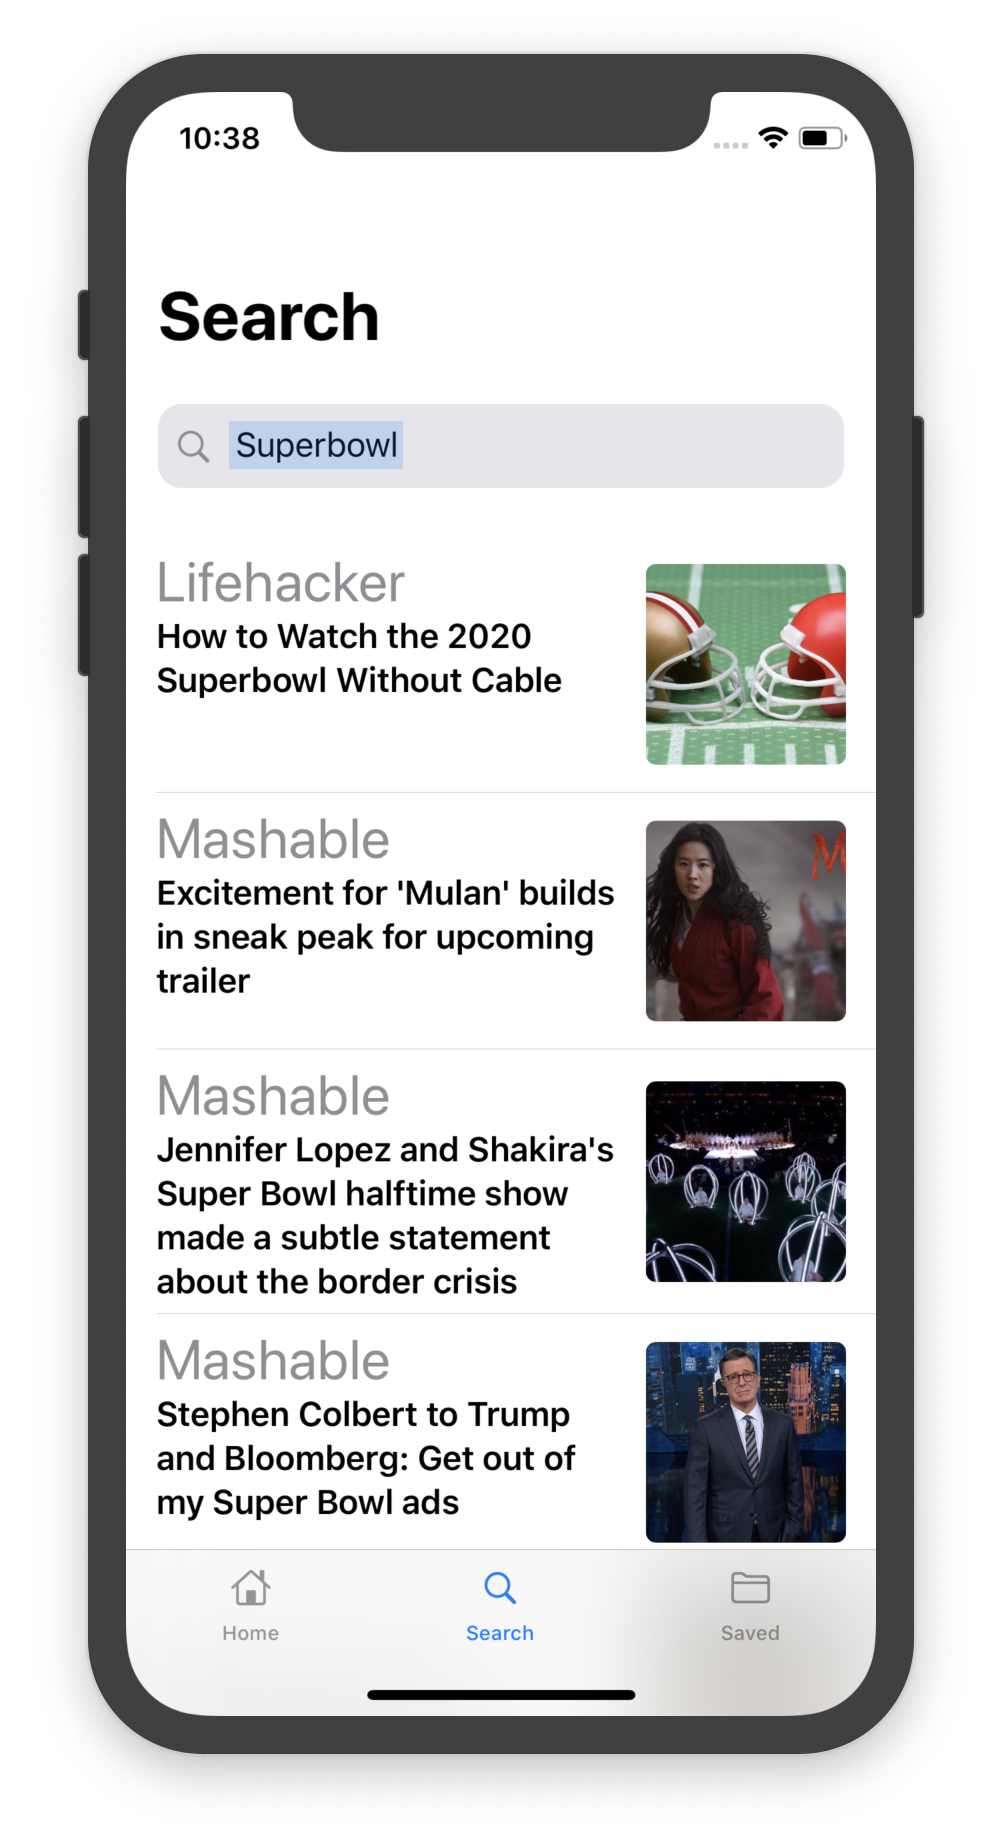 10:38
Search
Superbowl
Lifehacker
How to Watch the 2020
Superbowl Without Cable
Mashable
Excitement for 'Mulan' builds
in sneak peak for upcoming
trailer
M
Mashable
Jennifer Lopez and Shakira's
Super Bowl halftime show
made a subtle statement
about the border crisis
Mashable
Stephen Colbert to Trump
and Bloomberg: Get out of
my Super Bowl ads
Home
Search
Saved